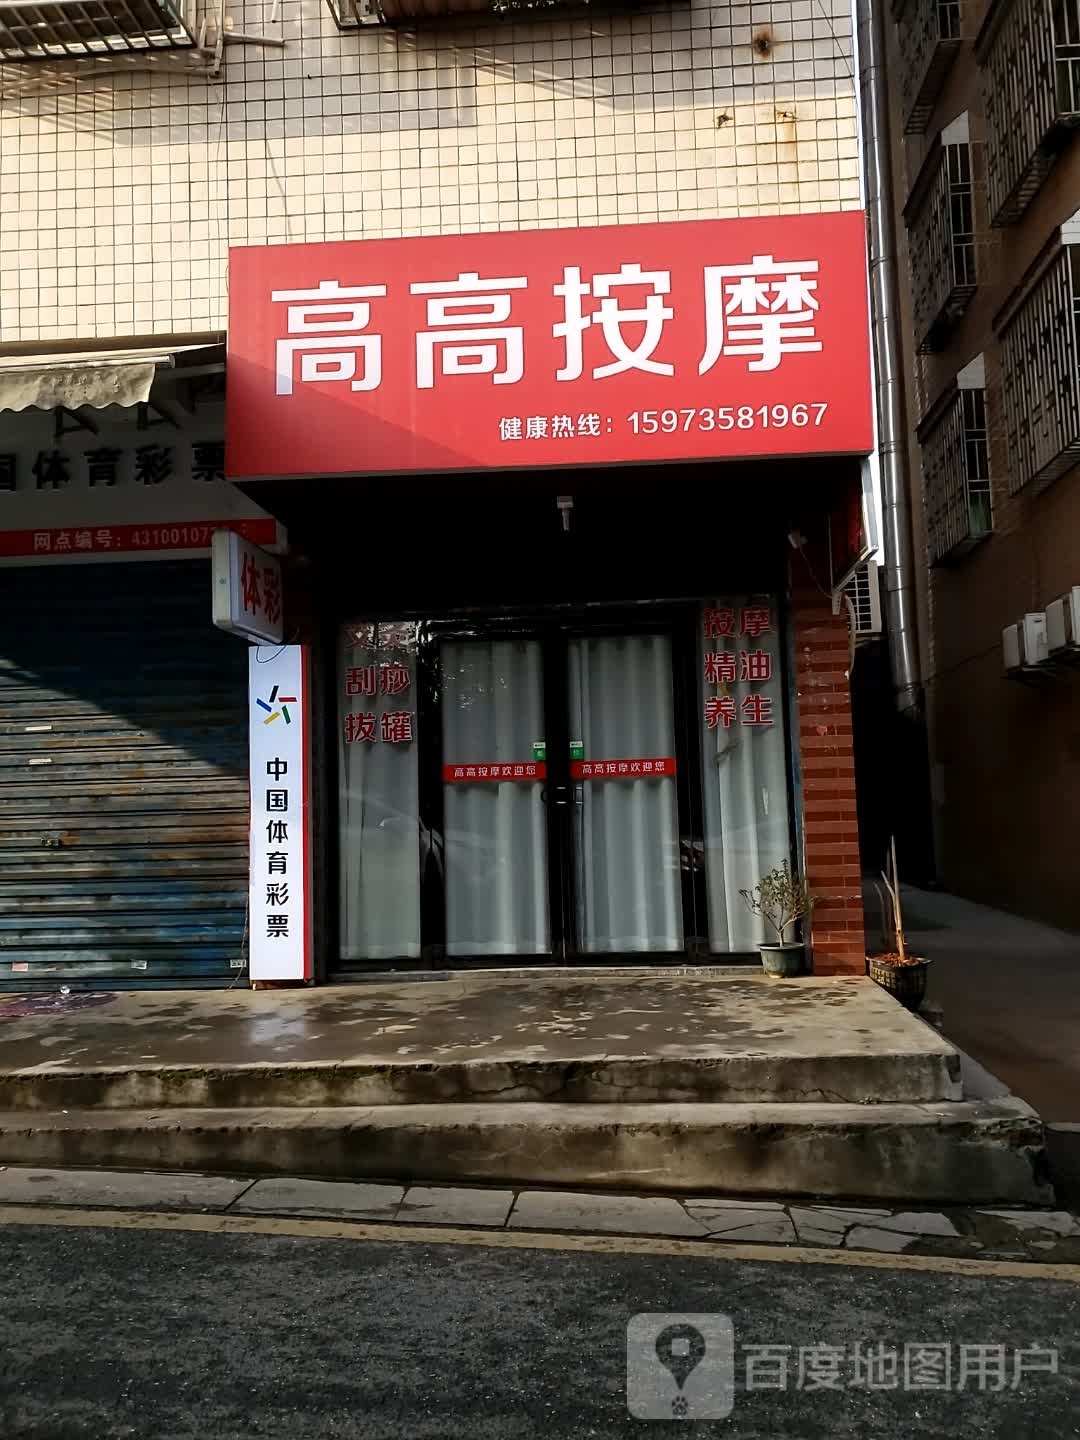 高高按摩
健康热线：15973581967
国体育彩票
网点编号：43100107
体彩
中国体育彩票
刮痧
拔罐
按摩
精油
养生
高高按摩欢迎您
高高按摩欢迎您
百度地图用户